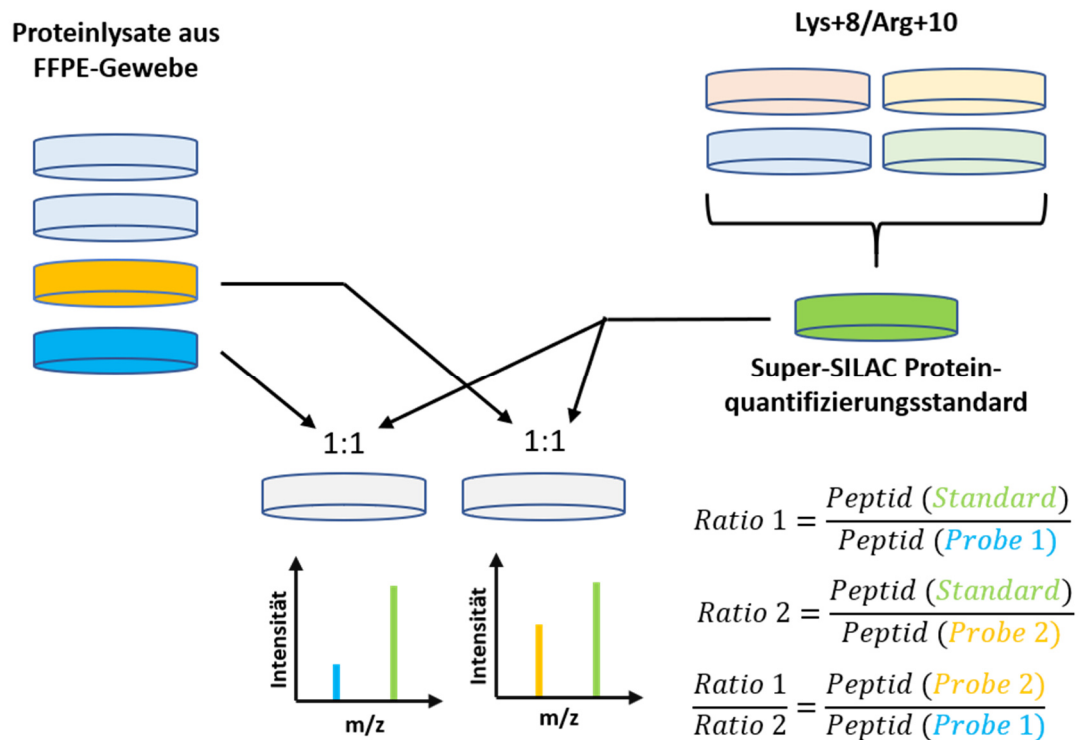 Proteinlysate aus
FFPE-Gewebe
Lys+8/Arg+10
Super-SILAC Protein-
quantifizierungsstandard
1:1
1:1
Intensität
m/z
Intensität
m/z
Ratio 1 = Peptid (Standard) / Peptid (Probe 1)
Ratio 2 = Peptid (Standard) / Peptid (Probe 2)
Ratio 1 / Ratio 2 = Peptid (Probe 2) / Peptid (Probe 1)